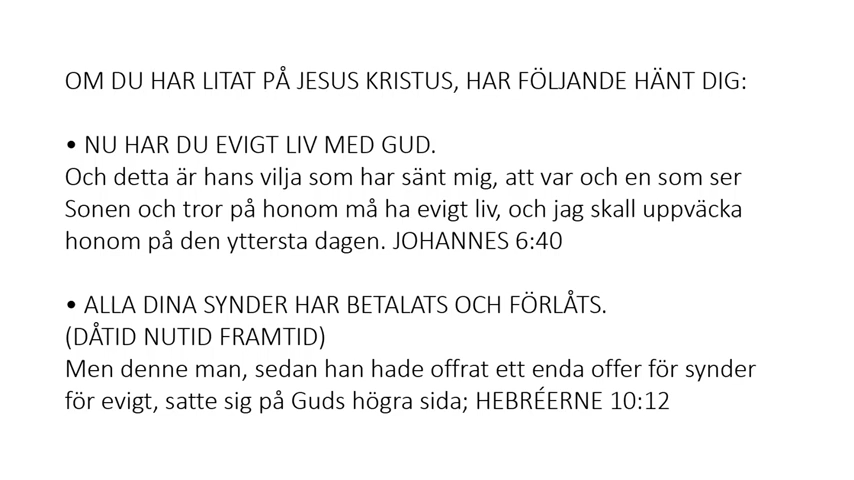 OM DU HAR LITAT PÅ JESUS KRISTUS, HAR FÖLJANDE HÄNT DIG:
• NU HAR DU EVIGT LIV MED GUD.
Och detta är hans vilja som har sänt mig, att var och en som ser
Sonen och tror på honom må ha evigt liv, och jag skall uppväcka
honom på den yttersta dagen. JOHANNES 6:40
• ALLA DINA SYNDER HAR BETALATS OCH FÖRLÅTS.
(DÅTID NUTID FRAMTID)
Men denne man, sedan han hade offrat ett enda offer för synder
för evigt, satte sig på Guds högra sida; HEBRÉERNE 10:12